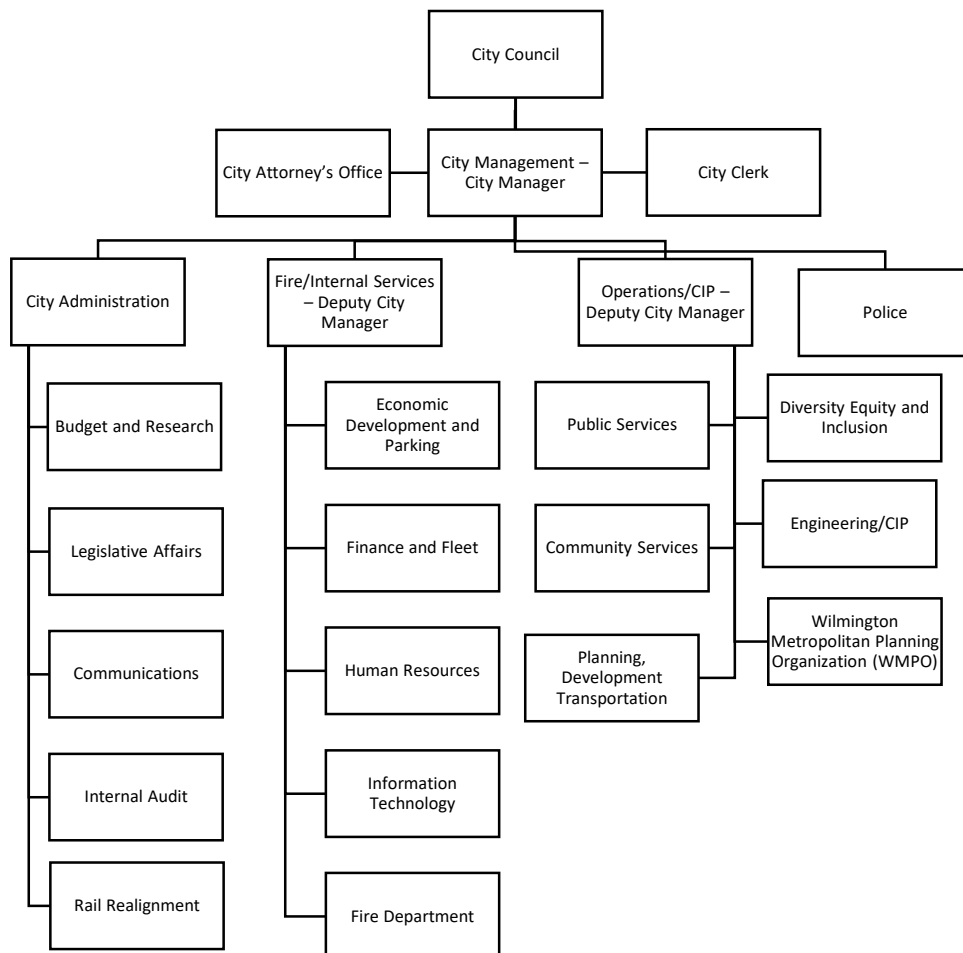 City Council
City Attorney’s Office
City Management –
City Manager
City Clerk
City Administration
Fire/Internal Services
– Deputy City
Manager
Operations/CIP –
Deputy City Manager
Police
Budget and Research
Legislative Affairs
Communications
Internal Audit
Rail Realignment
Economic
Development and
Parking
Finance and Fleet
Human Resources
Information
Technology
Fire Department
Public Services
Community Services
Planning,
Development
Transportation
Diversity Equity and
Inclusion
Engineering/CIP
Wilmington
Metropolitan Planning
Organization (WMPO)